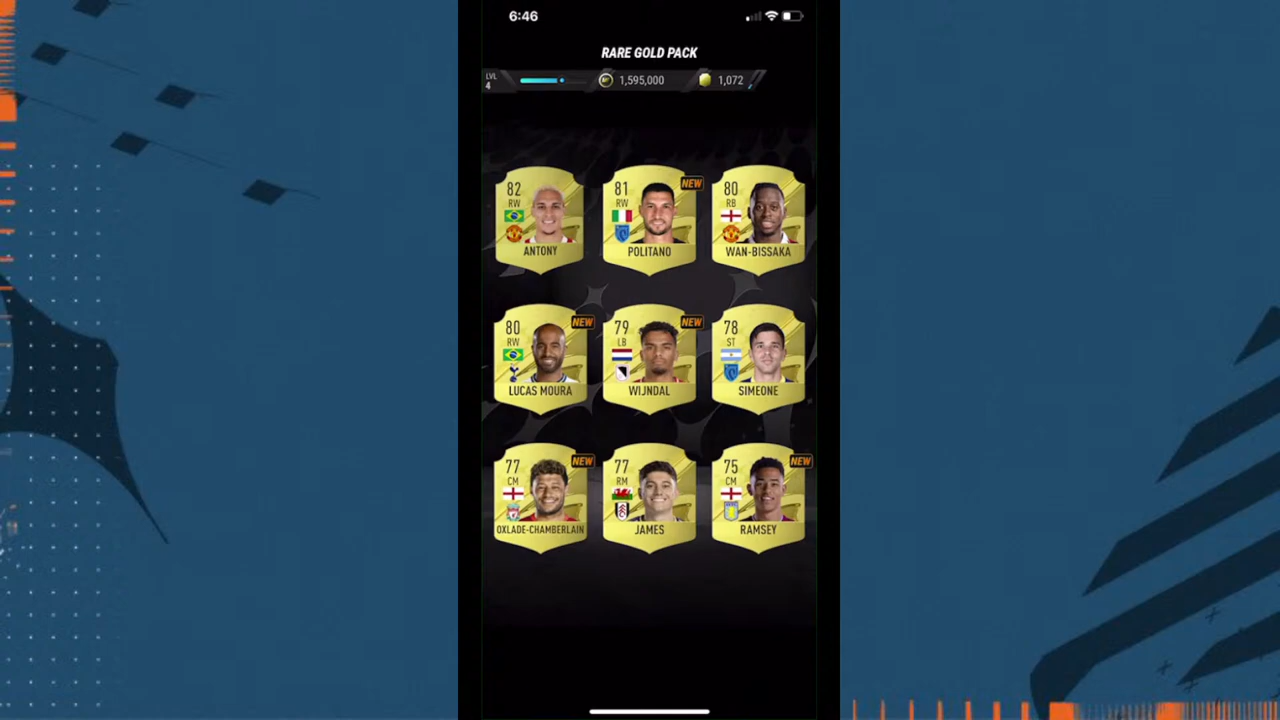 6:46
RARE GOLD PACK
LVL
4
1,595,000
1,072
82
RW
ANTONY
81
RW
NEW
POLITANO
80
RB
WAN-BISSAKA
80
RW
NEW
LUCAS MOURA
79
LB
NEW
WIJNDAL
78
ST
SIMEONE
77
CM
NEW
OXLADE-CHAMBERLAIN
77
RM
JAMES
75
CM
NEW
RAMSEY